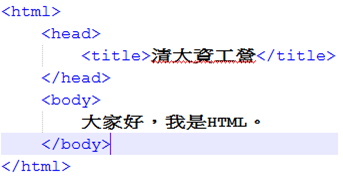 <html>
<head>
<title>清大資工營</title>
</head>
<body>
大家好，我是HTML。
</body>
</html>